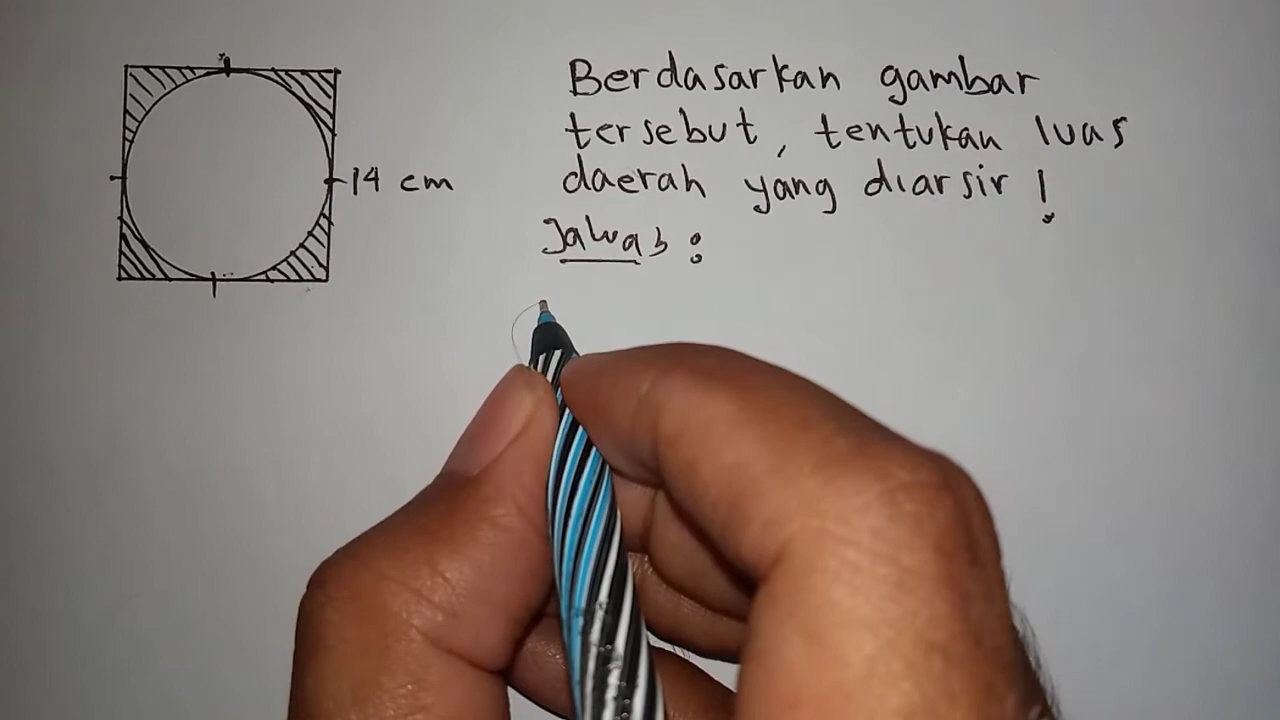 14 cm
Berdasarkan gambar
tersebut, tentukan luas
daerah yang diarsir !
Jawab :